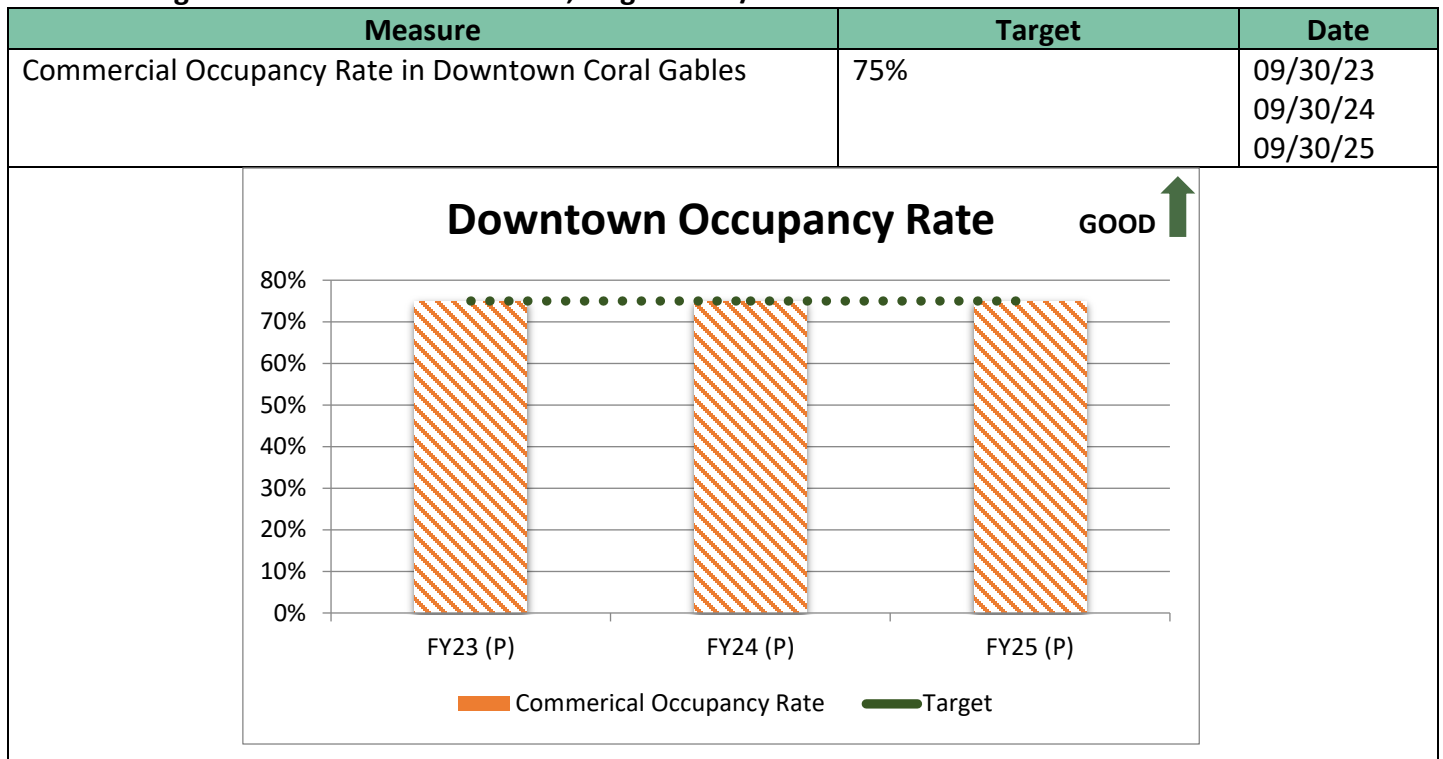 Measure Target Date
Commercial Occupancy Rate in Downtown Coral Gables 75% 09/30/23
09/30/24
09/30/25
Downtown Occupancy Rate GOOD
80%
70%
60%
50%
40%
30%
20%
10%
0%
FY23 (P) FY24 (P) FY25 (P)
Commerical Occupancy Rate Target